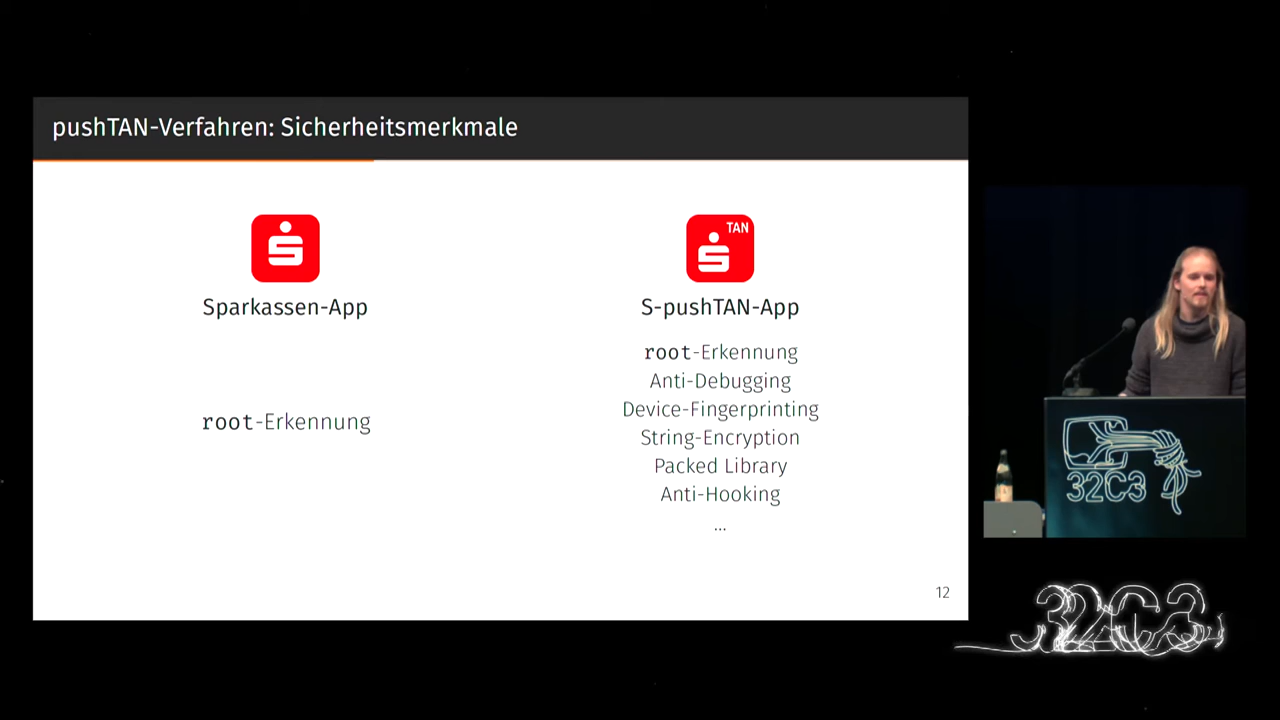 pushTAN-Verfahren: Sicherheitsmerkmale
TAN
Sparkassen-App
S-pushTAN-App
root-Erkennung
root-Erkennung
Anti-Debugging
Device-Fingerprinting
String-Encryption
Packed Library
Anti-Hooking
...
12
32C3
32C3